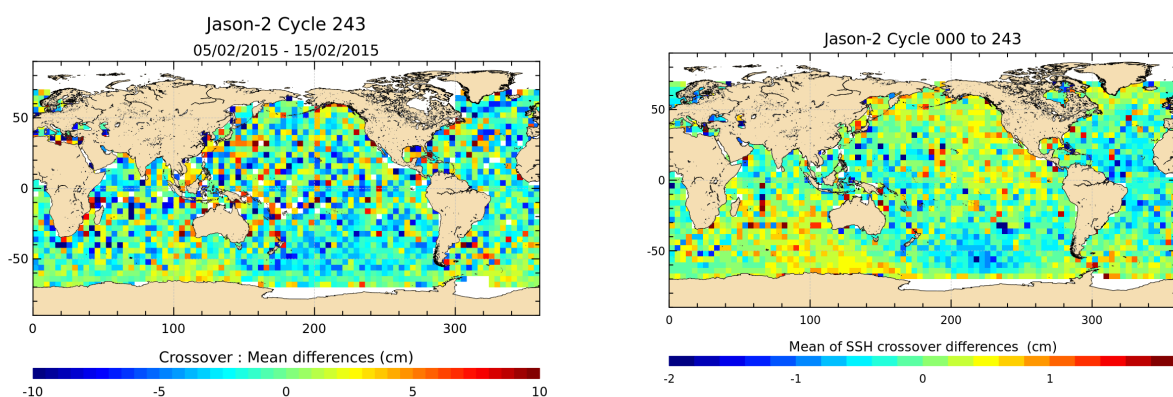 Jason-2 Cycle 243
05/02/2015 - 15/02/2015
50
0
-50
0 100 200 300
Crossover : Mean differences (cm)
-10 -5 0 5 10
Jason-2 Cycle 000 to 243
50
0
-50
0 100 200 300
Mean of SSH crossover differences (cm)
-2 -1 0 1